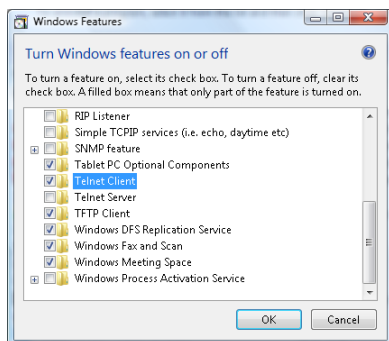 Windows Features
Turn Windows features on or off
To turn a feature on, select its check box. To turn a feature off, clear its
check box. A filled box means that only part of the feature is turned on.
RIP Listener
Simple TCPIP services (i.e. echo, daytime etc)
SNMP feature
Tablet PC Optional Components
Telnet Client
Telnet Server
TFTP Client
Windows DFS Replication Service
Windows Fax and Scan
Windows Meeting Space
Windows Process Activation Service
OK Cancel